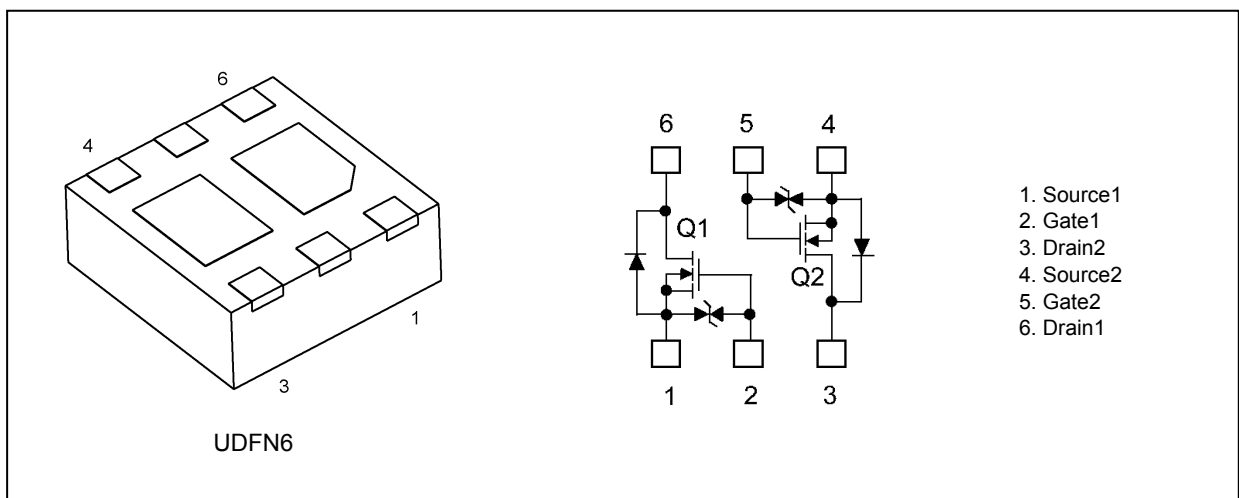 6
4
1
3
UDFN6
6 5 4
Q1
Q2
1 2 3
1. Source1
2. Gate1
3. Drain2
4. Source2
5. Gate2
6. Drain1